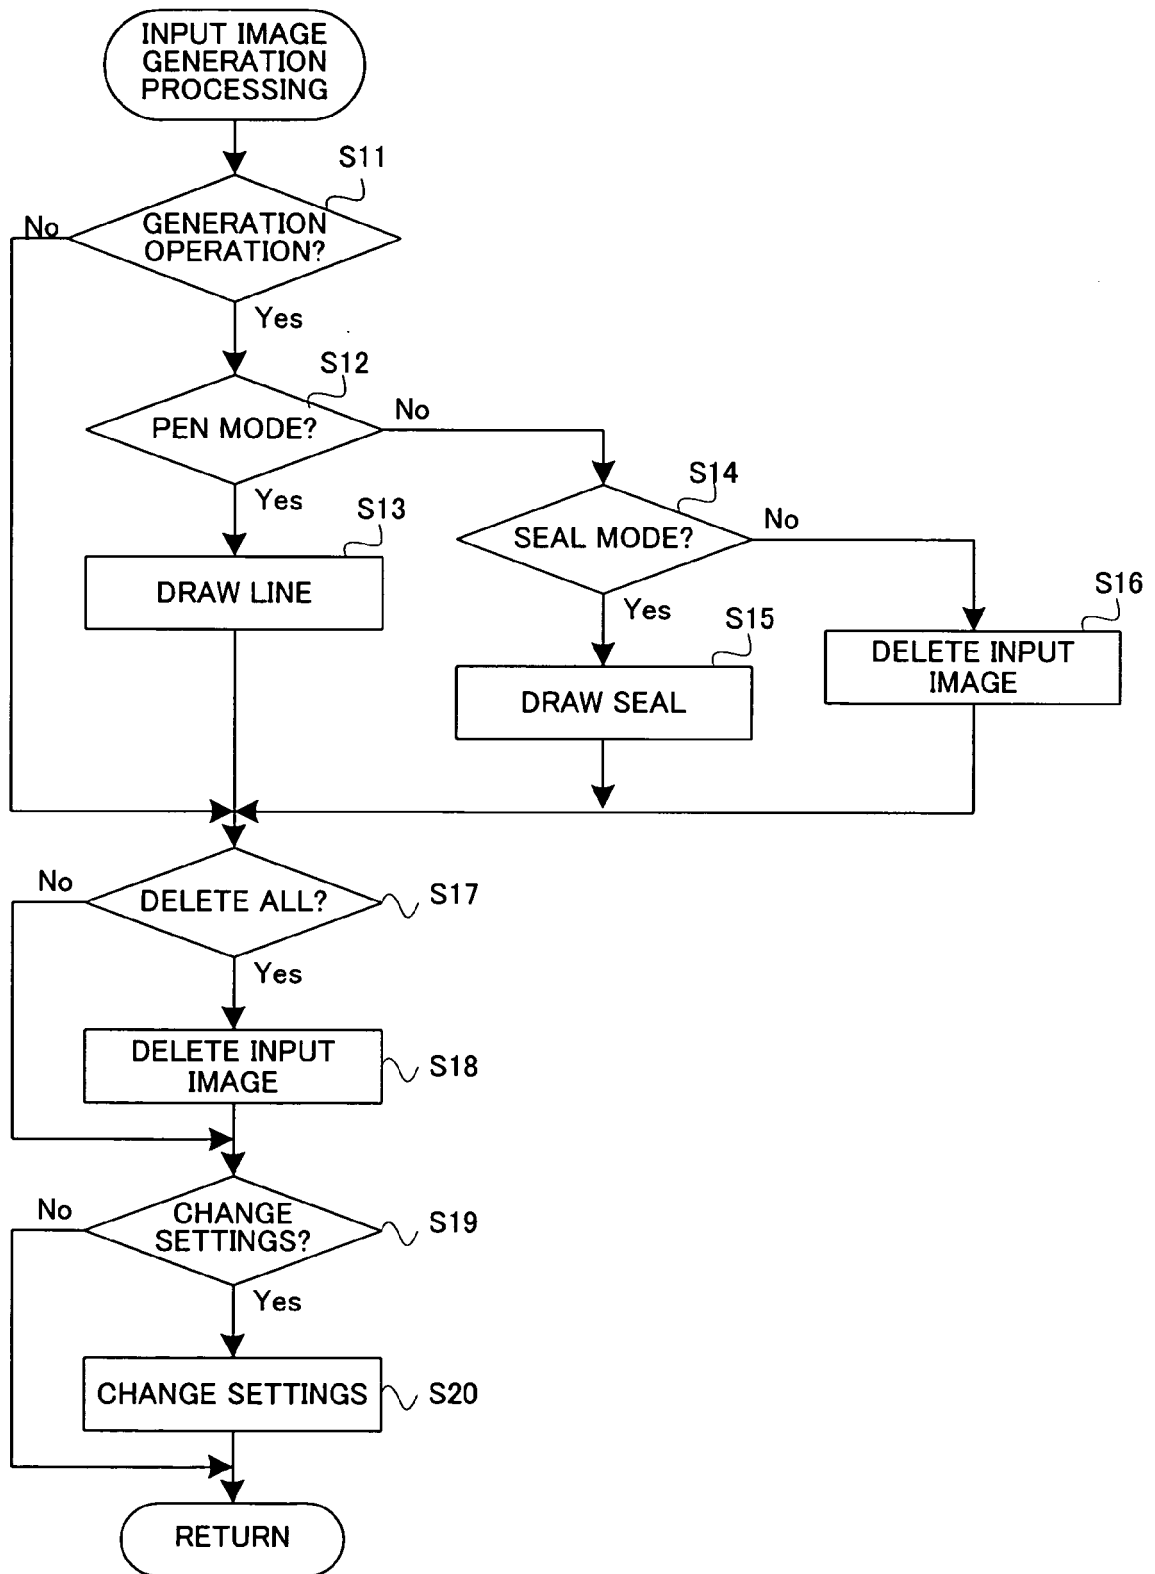 INPUT IMAGE
GENERATION
PROCESSING
S11
No
GENERATION
OPERATION?
Yes
S12
No
PEN MODE?
Yes
S14
No
SEAL MODE?
S13
DRAW LINE
Yes
S16
S15
DELETE INPUT
IMAGE
DRAW SEAL
No
DELETE ALL?
S17
Yes
DELETE INPUT
IMAGE
S18
No
CHANGE
SETTINGS?
S19
Yes
CHANGE SETTINGS
S20
RETURN